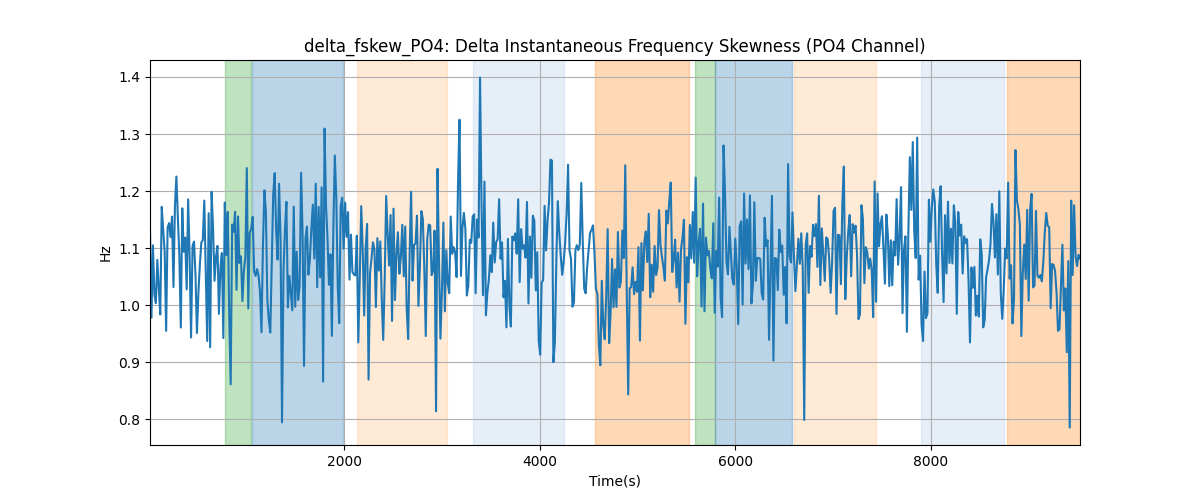 delta_fskew_PO4: Delta Instantaneous Frequency Skewness (PO4 Channel)
1.4
1.3
1.2
1.1
1.0
0.9
0.8
Hz
2000 4000 6000 8000
Time(s)